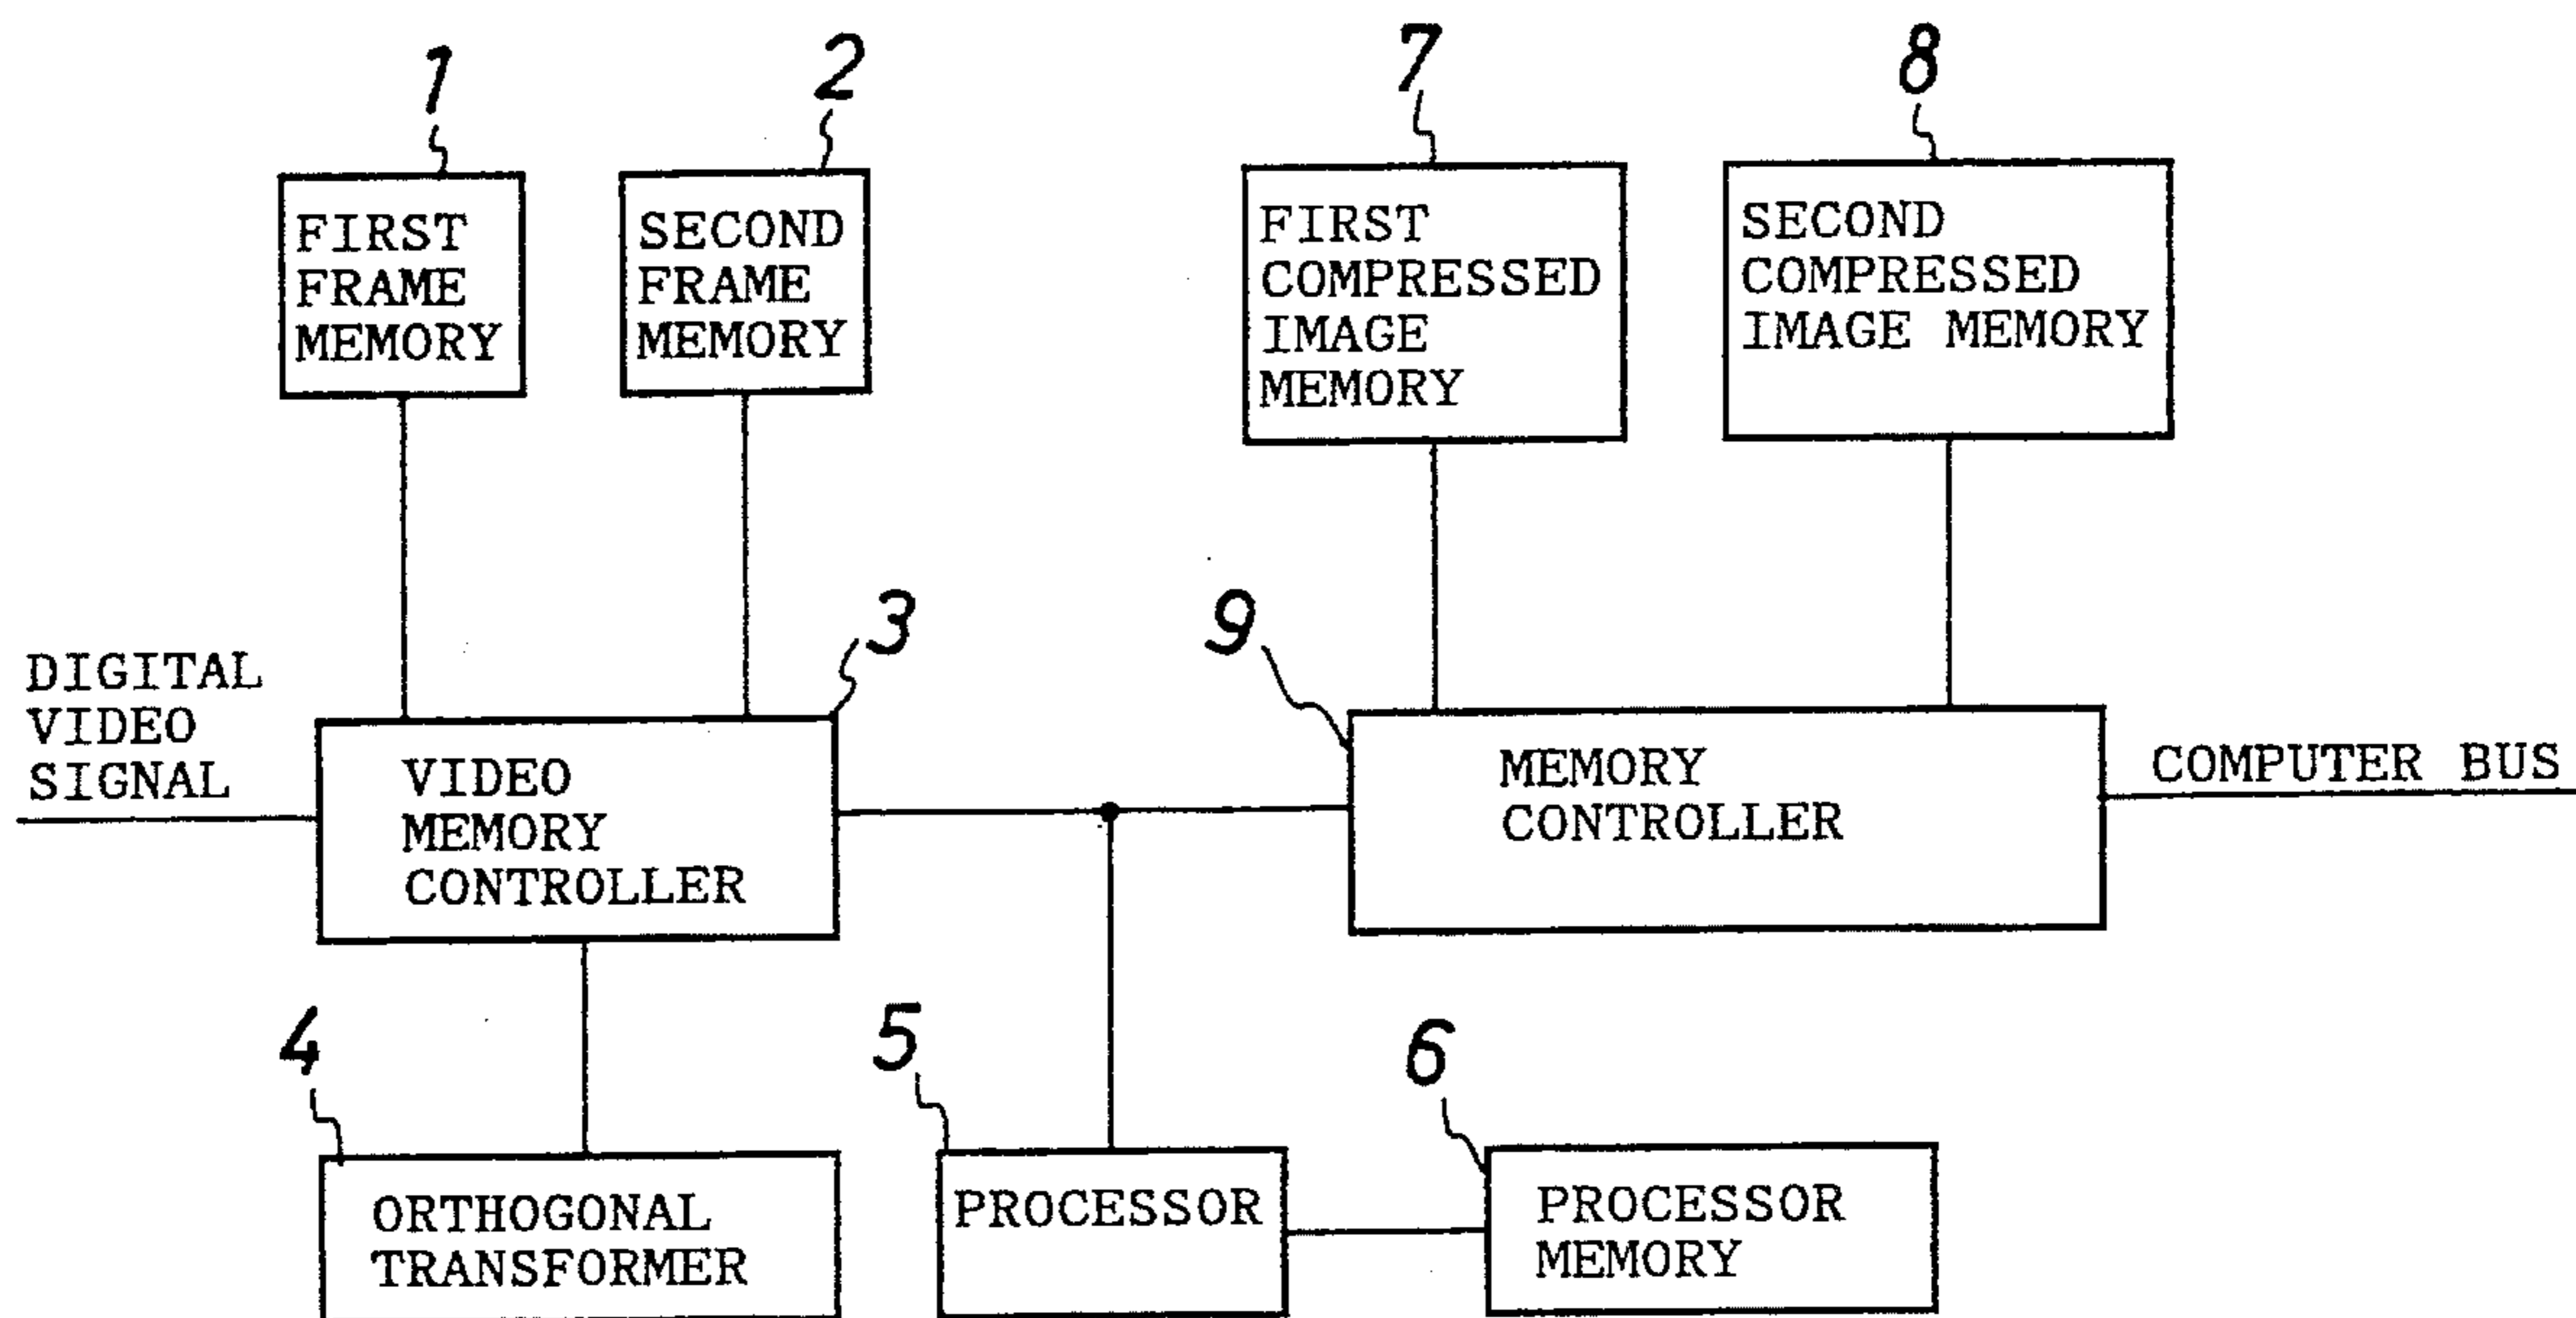 1
2
7
8
FIRST
FRAME
MEMORY
SECOND
FRAME
MEMORY
FIRST
COMPRESSED
IMAGE
MEMORY
SECOND
COMPRESSED
IMAGE MEMORY
3
9
DIGITAL
VIDEO
SIGNAL
VIDEO
MEMORY
CONTROLLER
MEMORY
CONTROLLER
COMPUTER BUS
4
5
6
ORTHOGONAL
TRANSFORMER
PROCESSOR
PROCESSOR
MEMORY